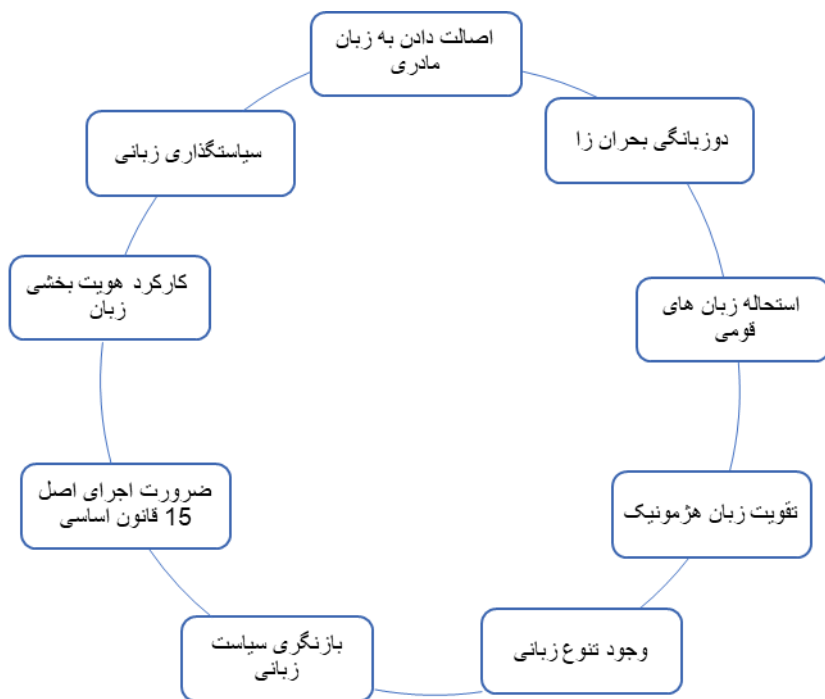 اصالت دادن به زبان
مادری
دوزبانگی بحران زا
استحاله زبان های
قومی
تقویت زبان هژمونیک
وجود تنوع زبانی
بازنگری سیاست
زبانی
ضرورت اجرای اصل
15 قانون اساسی
کارکرد هویت بخشی
زبان
سیاستگذاری زبانی